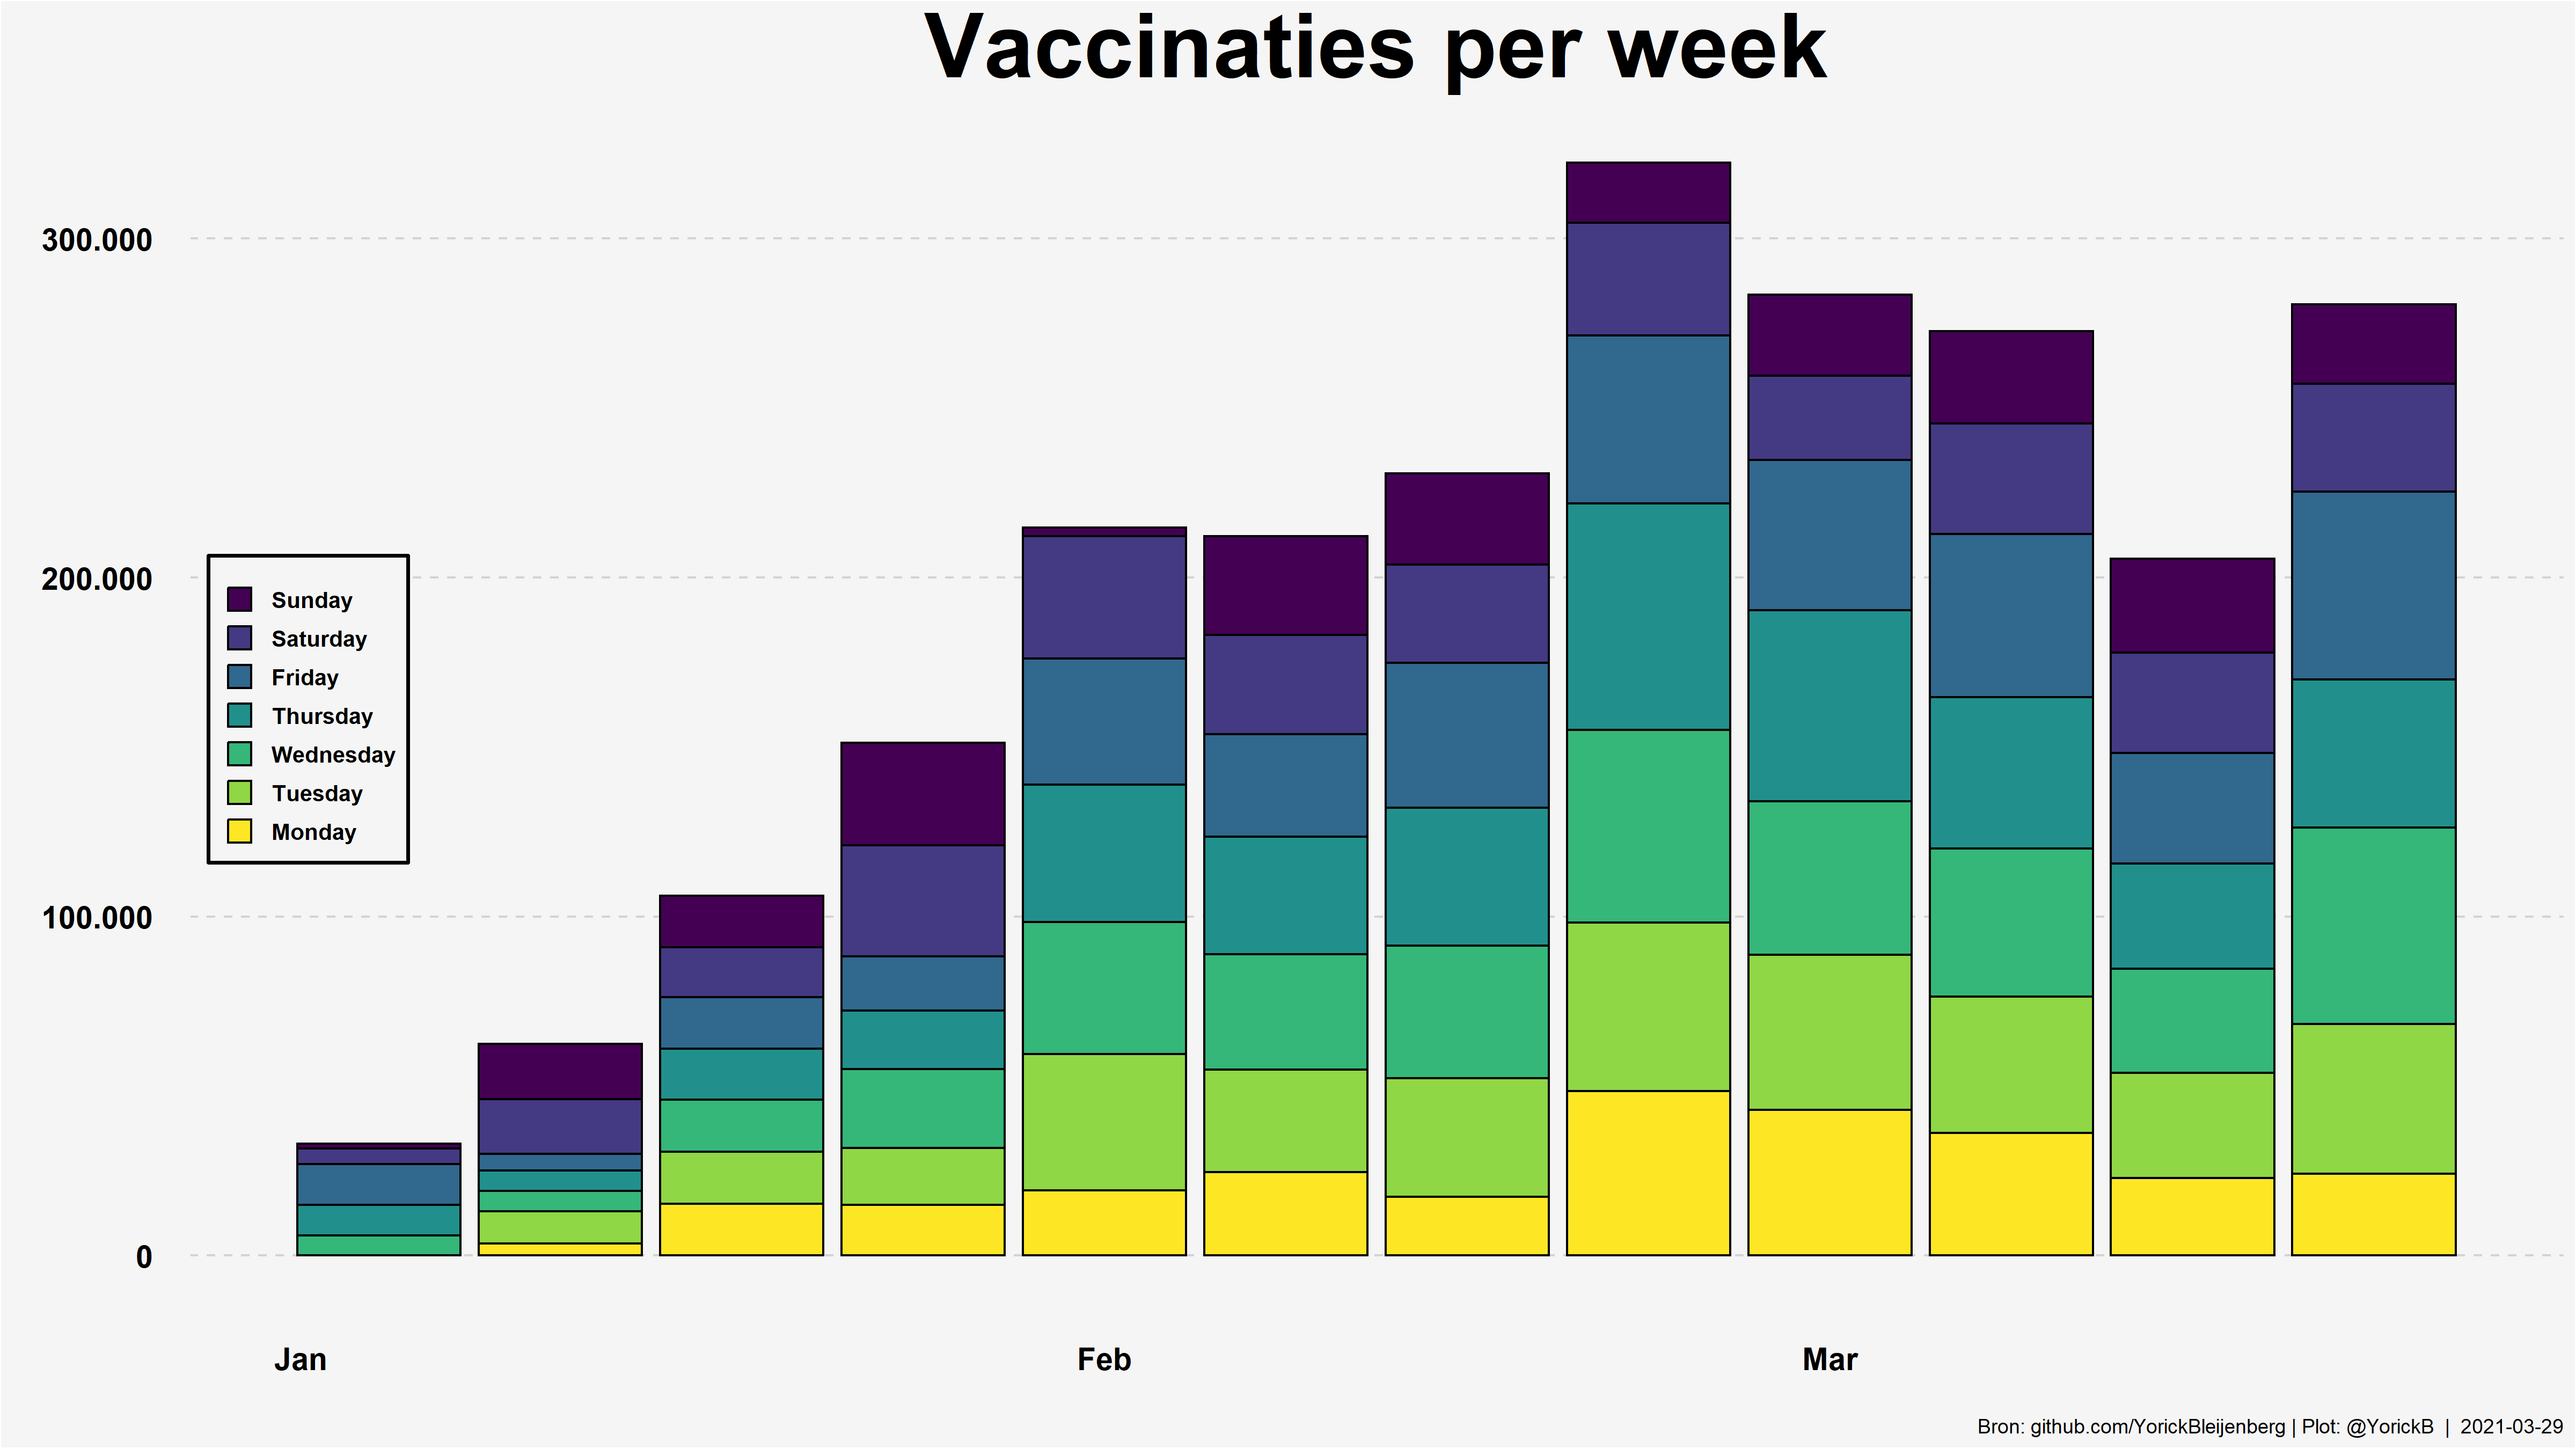 Vaccinaties per week
300.000
200.000
100.000
0
Sunday
Saturday
Friday
Thursday
Wednesday
Tuesday
Monday
Jan Feb Mar
Bron: github.com/YorickBleijenberg | Plot: @YorickB | 2021-03-29